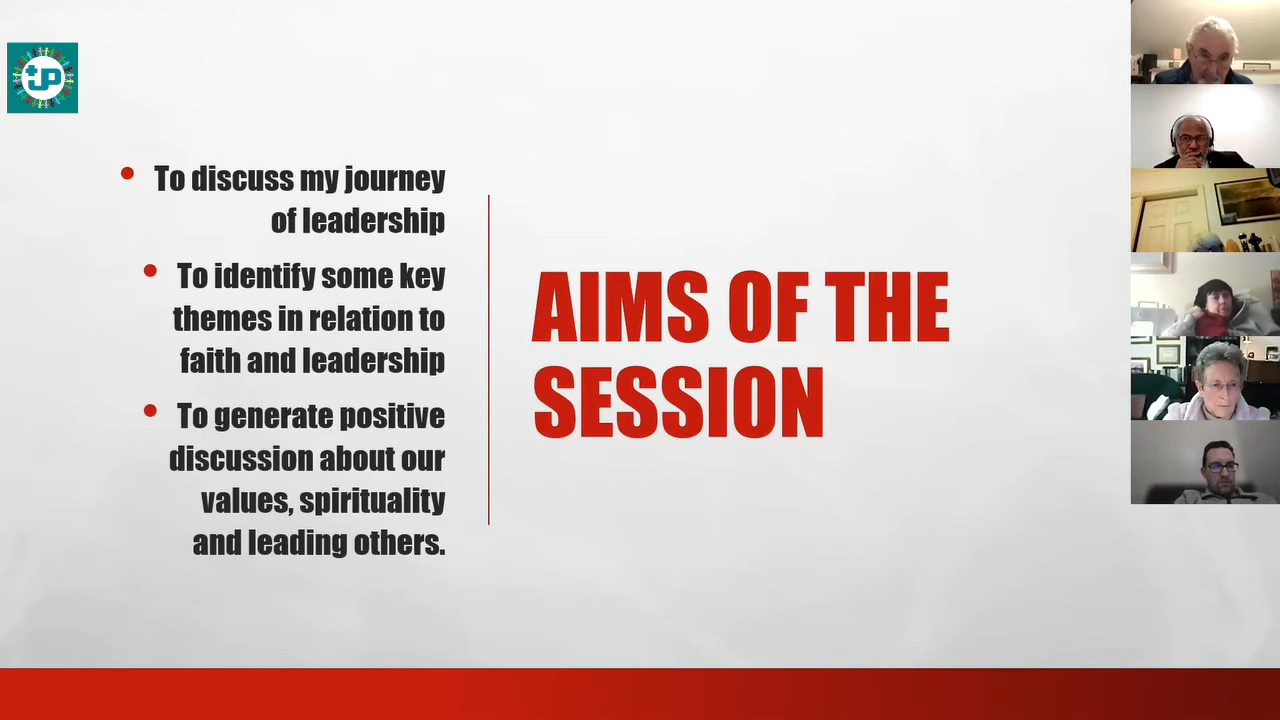 To discuss my journey
of leadership
To identify some key
themes in relation to
faith and leadership
To generate positive
discussion about our
values, spirituality
and leading others.
AIMS OF THE
SESSION